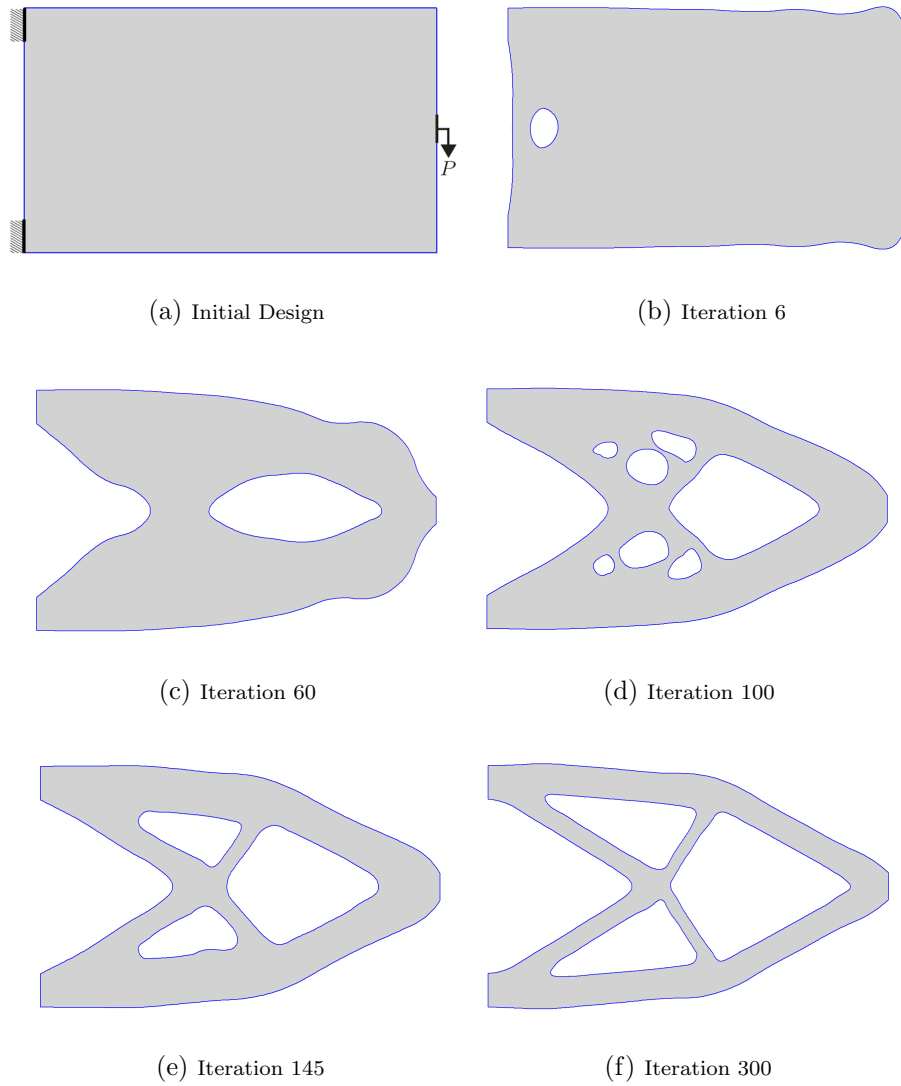 P
(a) Initial Design
(b) Iteration 6
(c) Iteration 60
(d) Iteration 100
(e) Iteration 145
(f) Iteration 300